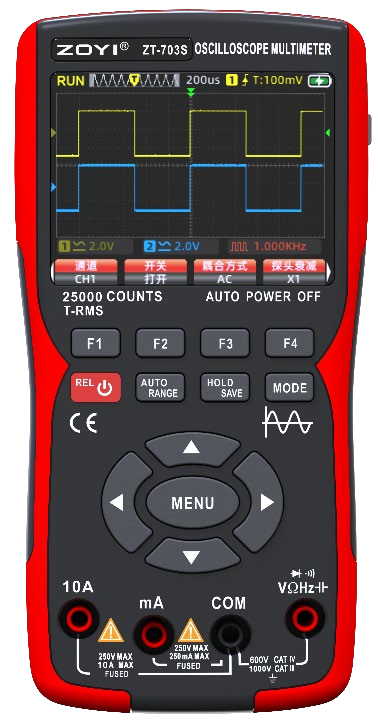 ZOYI® ZT-703S OSCILLOSCOPE MULTIMETER
RUN T 200us 1 T:100mV
1 2.0V 2 2.0V 1.000KHz
通道 开关 耦合方式 探头衰减
CH1 打开 AC X1
25000 COUNTS AUTO POWER OFF
T-RMS
F1 F2 F3 F4
REL AUTO RANGE HOLD SAVE MODE
CE
MENU
10A mA COM VΩHz
250V MAX
10A MAX
FUSED
250V MAX
250mA MAX
FUSED
600V CAT IV
1000V CAT III